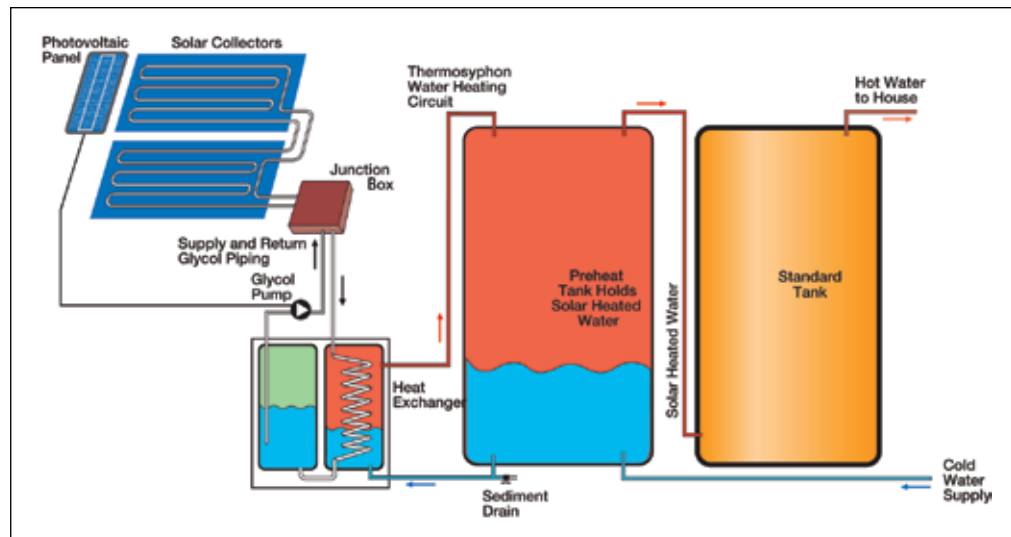 Photovoltaic
Panel
Solar Collectors
Thermosyphon
Water Heating
Circuit
Hot Water
to House
Junction
Box
Supply and Return
Glycol Piping
Glycol
Pump
Preheat
Tank Holds
Solar Heated
Water
Standard
Tank
Solar Heated Water
Heat
Exchanger
Sediment
Drain
Cold
Water
Supply